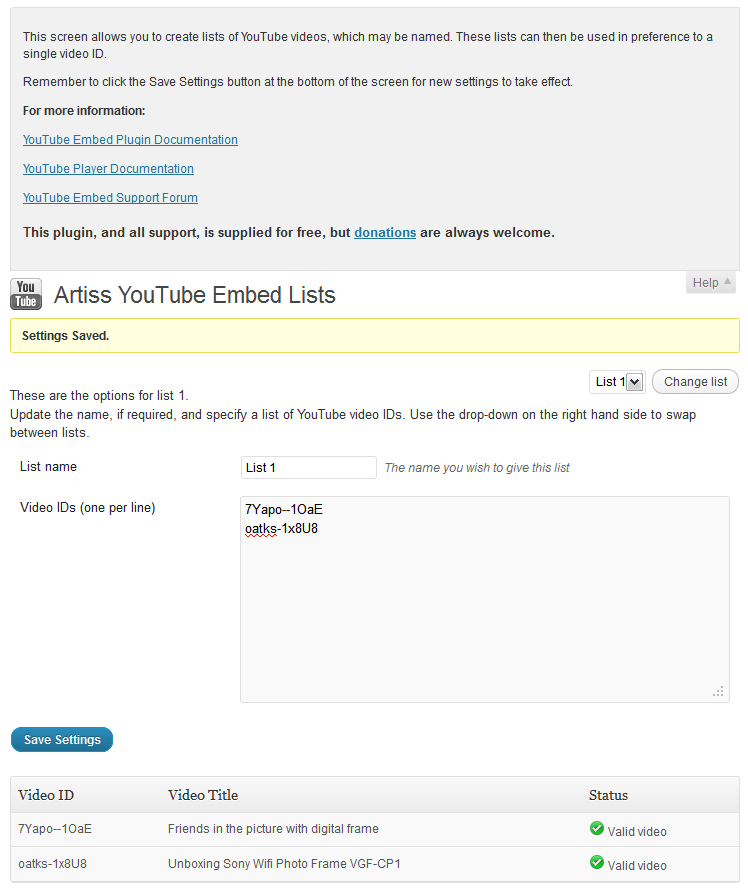 This screen allows you to create lists of YouTube videos, which may be named. These lists can then be used in preference to a
single video ID.
Remember to click the Save Settings button at the bottom of the screen for new settings to take effect.
For more information:
YouTube Embed Plugin Documentation
YouTube Player Documentation
YouTube Embed Support Forum
This plugin, and all support, is supplied for free, but donations are always welcome.
Help
You
Tube
Artiss YouTube Embed Lists
Settings Saved.
List 1
Change list
These are the options for list 1.
Update the name, if required, and specify a list of YouTube video IDs. Use the drop-down on the right hand side to swap
between lists.
List name
List 1
The name you wish to give this list
Video IDs (one per line)
7Yapo--1OaE
oatks-1x8U8
Save Settings
Video ID Video Title Status
7Yapo--1OaE Friends in the picture with digital frame Valid video
oatks-1x8U8 Unboxing Sony Wifi Photo Frame VGF-CP1 Valid video